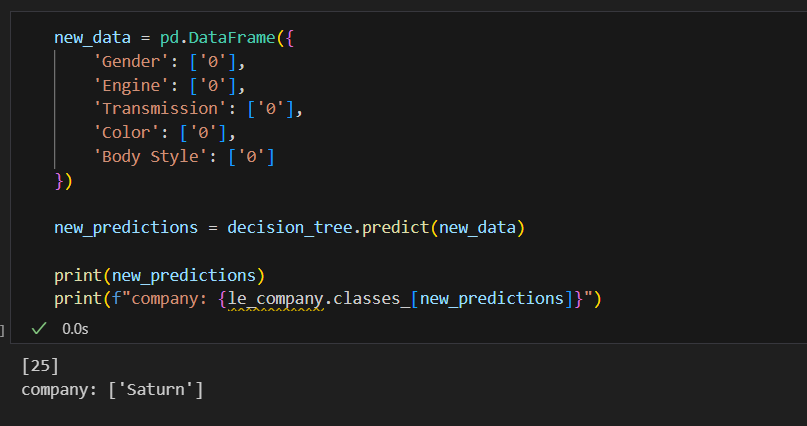 new_data = pd.DataFrame({
    'Gender': ['0'],
    'Engine': ['0'],
    'Transmission': ['0'],
    'Color': ['0'],
    'Body Style': ['0']
})

new_predictions = decision_tree.predict(new_data)

print(new_predictions)
print(f"company: {le_company.classes_[new_predictions]}")
] 0.0s
[25]
company: ['Saturn']